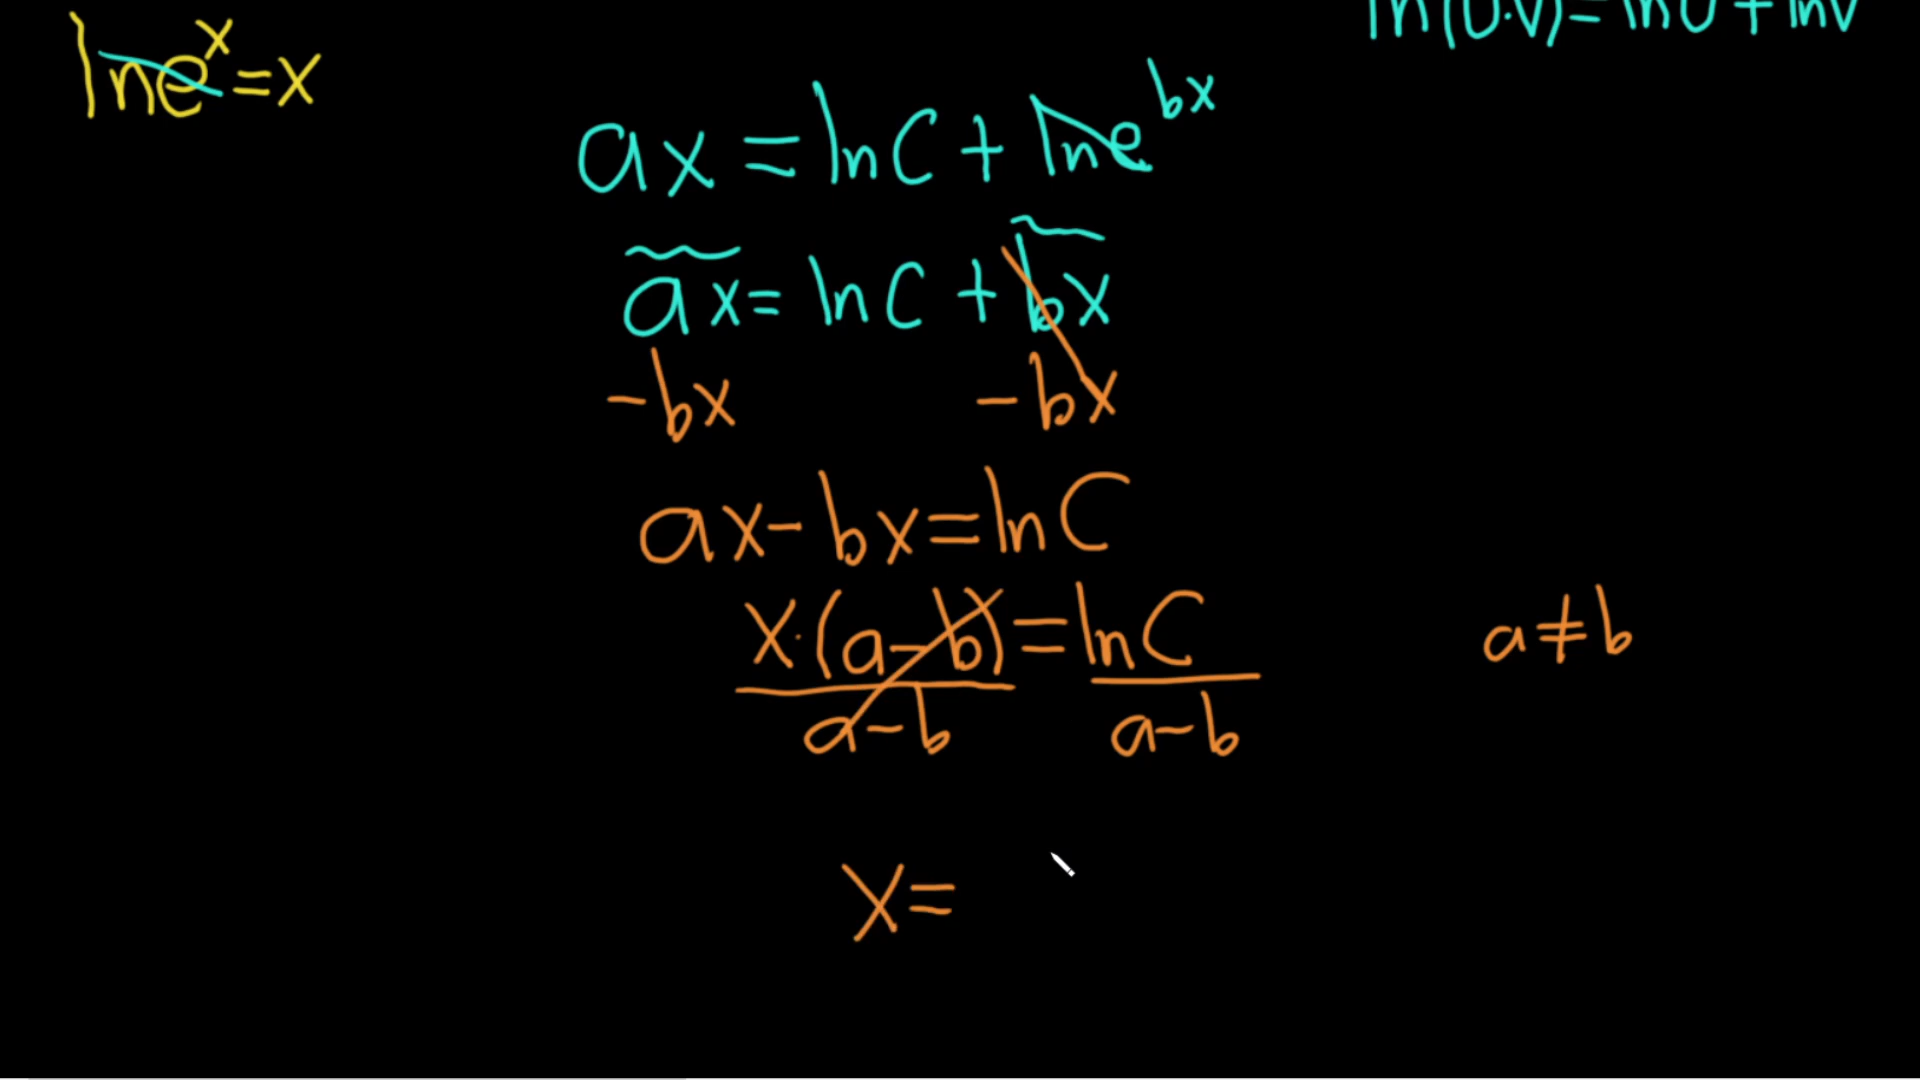 ln e^x = x
ln(U·V) = ln U + ln V
ax = ln C + ln e^bx
ax = ln C + bx
-bx -bx
ax - bx = ln C
x·(a-b) = ln C a ≠ b
a-b a-b
x =